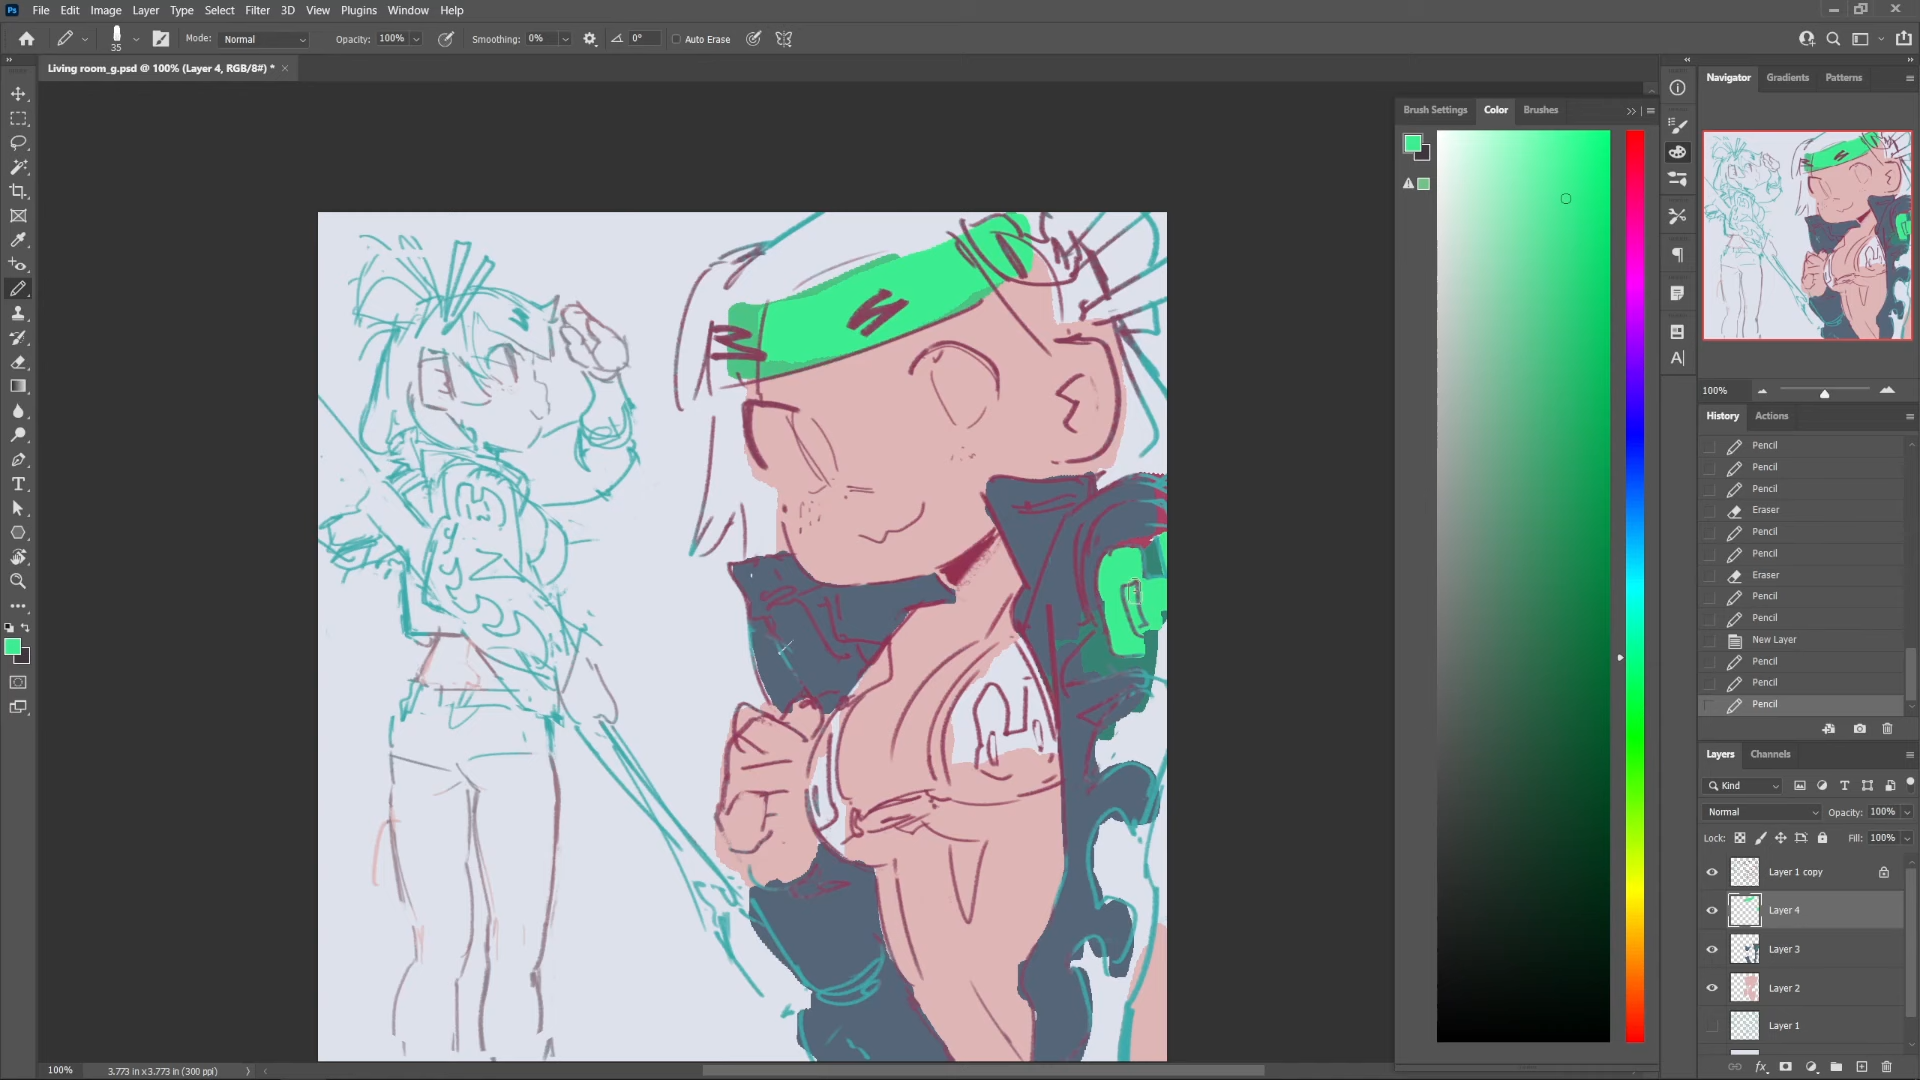 Ps File Edit Image Layer Type Select Filter 3D View Plugins Window Help
35 Mode: Normal Opacity: 100% Smoothing: 0% 0° Auto Erase
Living room_g.psd @ 100% (Layer 4, RGB/8#) *
Brush Settings Color Brushes
Navigator Gradients Patterns
100%
History Actions
Pencil
Pencil
Pencil
Eraser
Pencil
Pencil
Eraser
Pencil
Pencil
New Layer
Pencil
Pencil
Pencil
Layers Channels
Kind
Normal Opacity: 100%
Lock: Fill: 100%
Layer 1 copy
Layer 4
Layer 3
Layer 2
Layer 1
100% 3.773 in x 3.773 in (300 ppi)